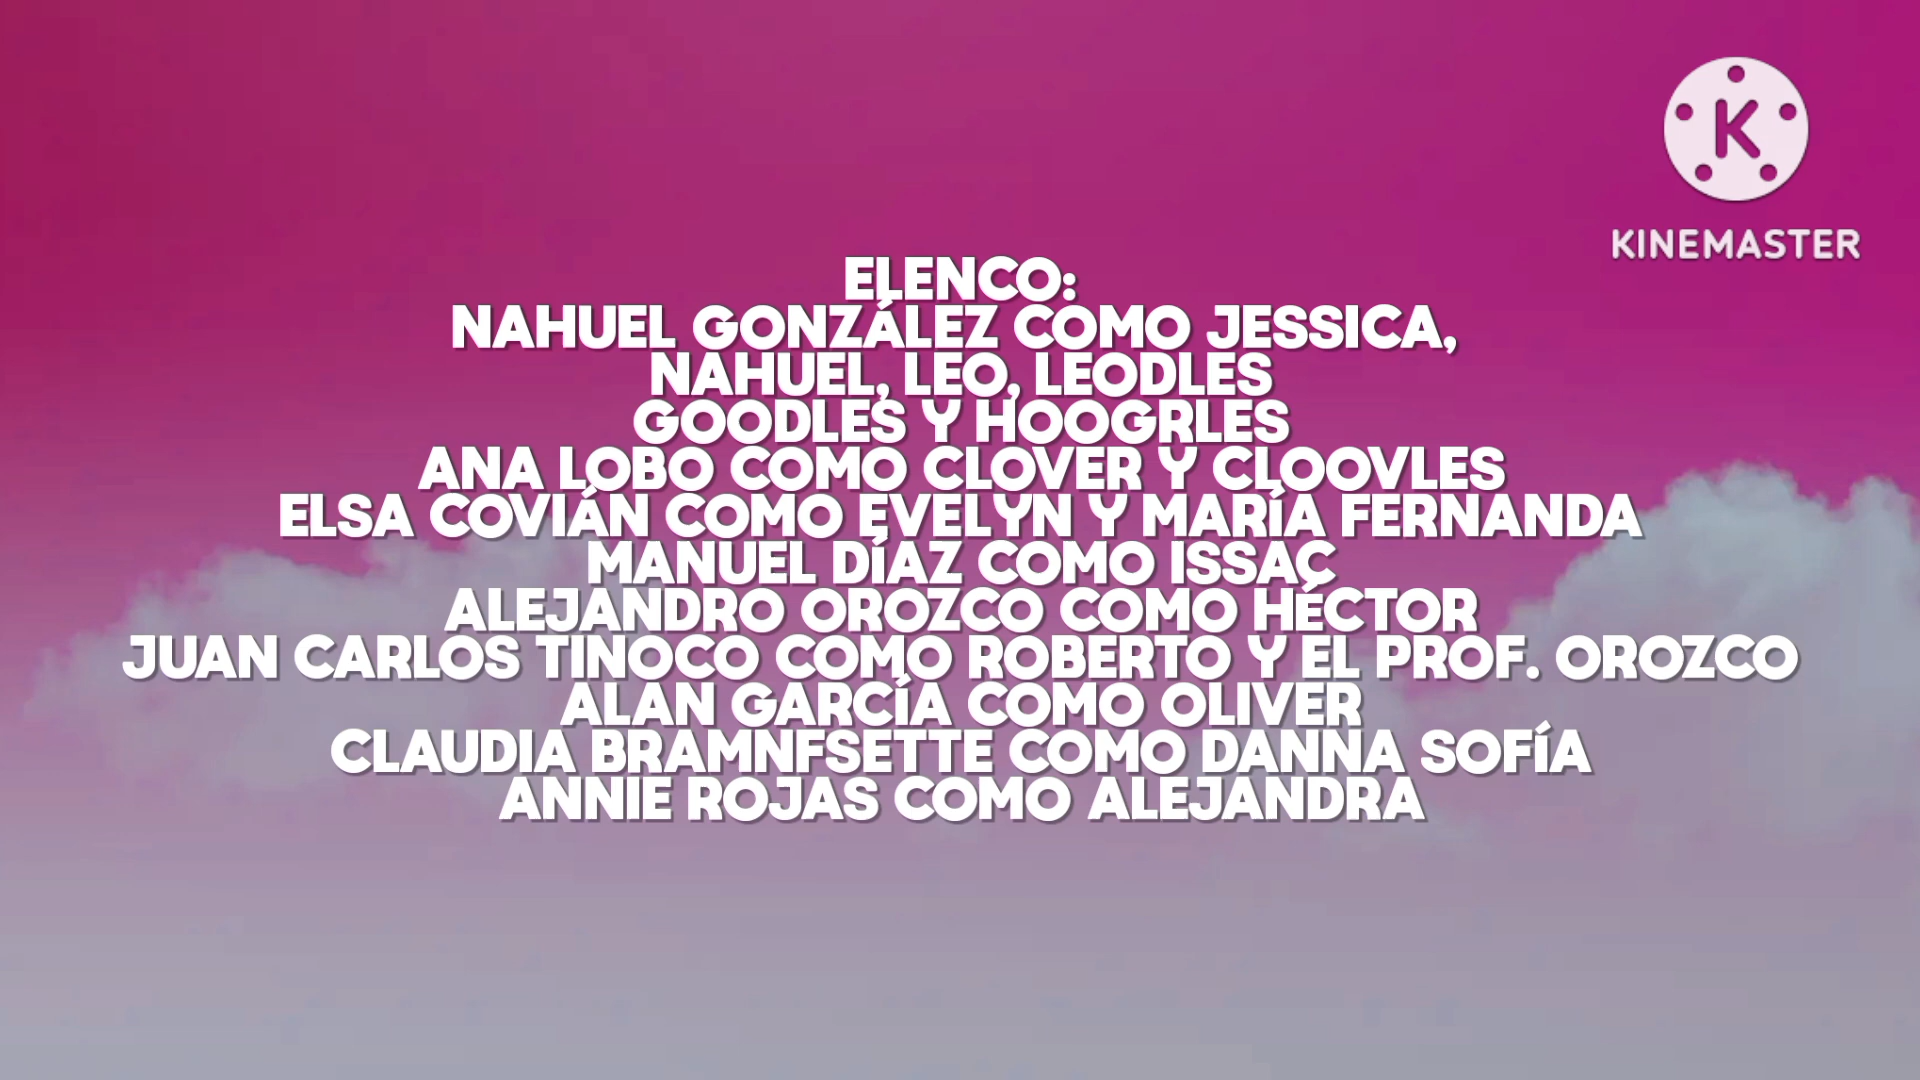 K
KINEMASTER
ELENCO:
NAHUEL GONZÁLEZ COMO JESSICA,
NAHUEL, LEO, LEODLES
GOODLES Y HOOGRLES
ANA LOBO COMO CLOVER Y CLOOVLES
ELSA COVIÁN COMO EVELYN Y MARÍA FERNANDA
MANUEL DÍAZ COMO ISSAC
ALEJANDRO OROZCO COMO HÉCTOR
JUAN CARLOS TINOCO COMO ROBERTO Y EL PROF. OROZCO
ALAN GARCÍA COMO OLIVER
CLAUDIA BRAMNFSETTE COMO DANNA SOFÍA
ANNIE ROJAS COMO ALEJANDRA